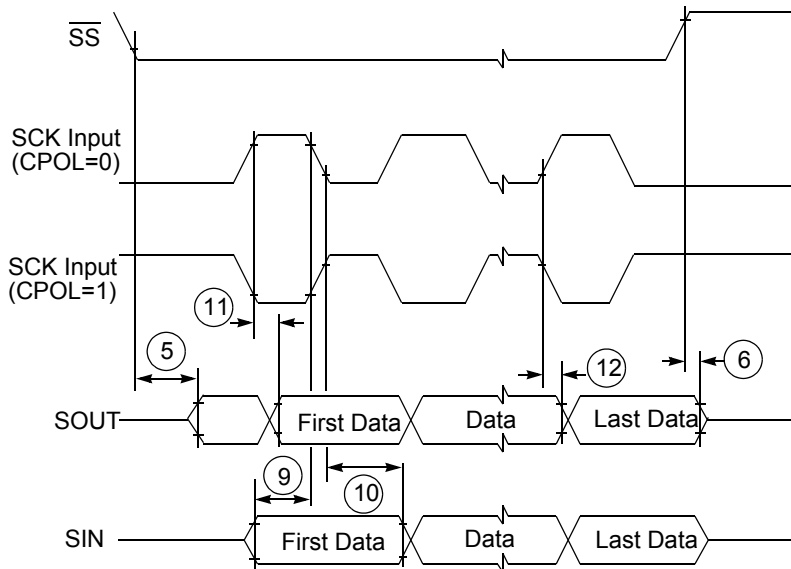 SS
SCK Input
(CPOL=0)
SCK Input
(CPOL=1)
11
5
12
6
SOUT
First Data
Data
Last Data
9
10
SIN
First Data
Data
Last Data